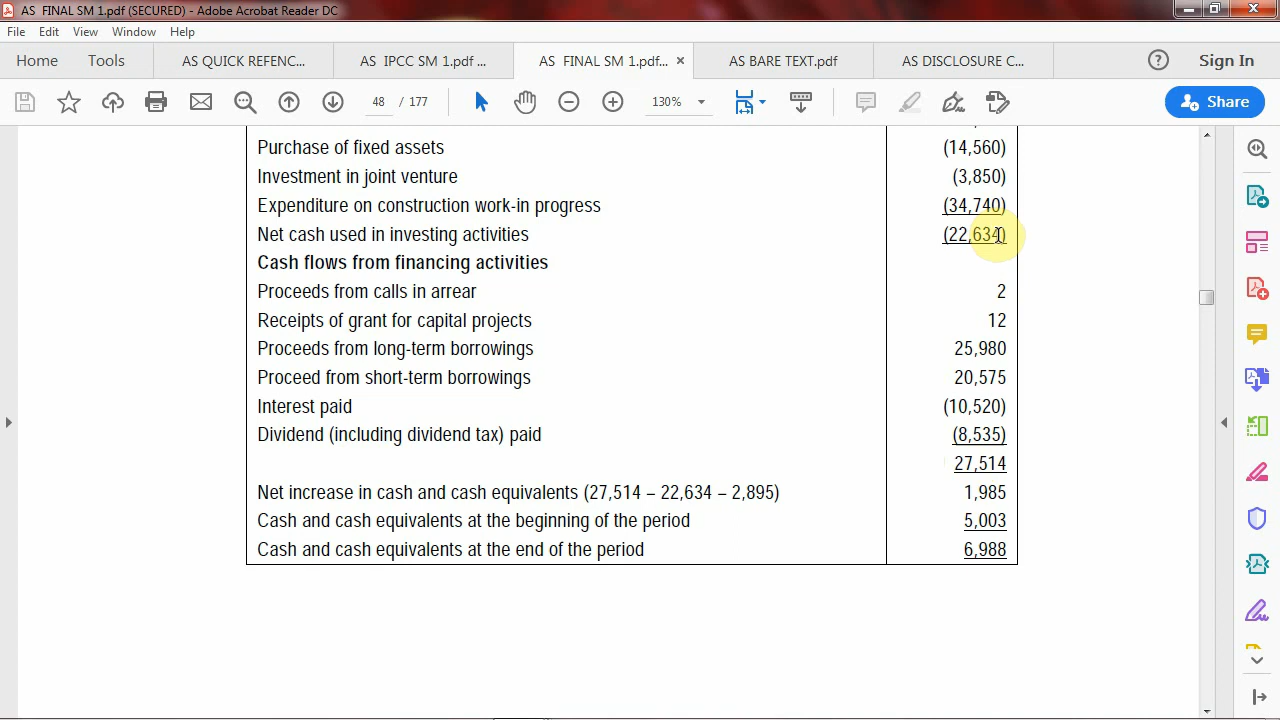 AS FINAL SM 1.pdf (SECURED) - Adobe Acrobat Reader DC
File Edit View Window Help
Home Tools AS QUICK REFENC... AS IPCC SM 1.pdf ... AS FINAL SM 1.pdf... × AS BARE TEXT.pdf AS DISCLOSURE C... Sign In
48 / 177 130% Share
Purchase of fixed assets (14,560)
Investment in joint venture (3,850)
Expenditure on construction work-in progress (34,740)
Net cash used in investing activities (22,634)
Cash flows from financing activities
Proceeds from calls in arrear 2
Receipts of grant for capital projects 12
Proceeds from long-term borrowings 25,980
Proceed from short-term borrowings 20,575
Interest paid (10,520)
Dividend (including dividend tax) paid (8,535)
27,514
Net increase in cash and cash equivalents (27,514 – 22,634 – 2,895) 1,985
Cash and cash equivalents at the beginning of the period 5,003
Cash and cash equivalents at the end of the period 6,988